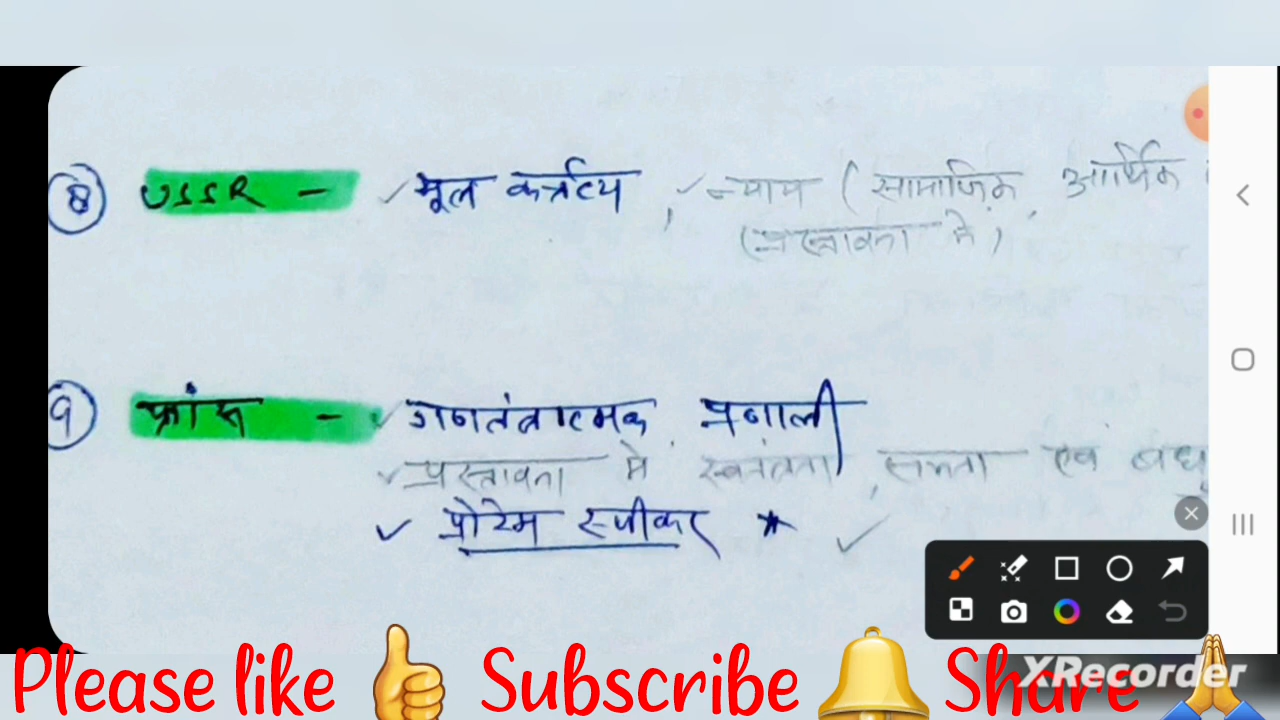 ⑧ USSR - ✓ मूल कर्त्तव्य , ✓ न्याय ( सामाजिक, आर्थिक
(प्रस्तावना में)
⑨ फ्रांस - ✓ गणतंत्रात्मक प्रणाली
✓ प्रस्तावना में स्वतंत्रता, समता एवं बंधु
✓ प्रोटेम स्पीकर * ✓
Please like 👍 Subscribe 🔔 Share 🙏
XRecorder